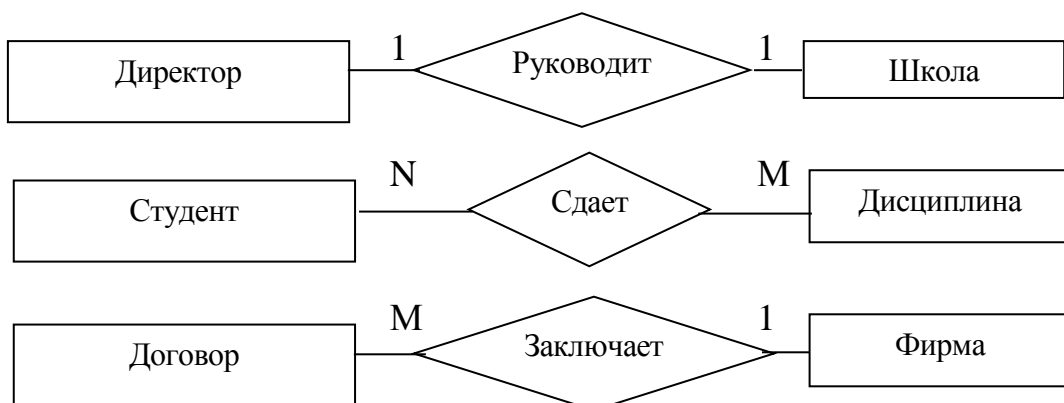 Директор 1 Руководит 1 Школа
Студент N Сдает M Дисциплина
Договор M Заключает 1 Фирма